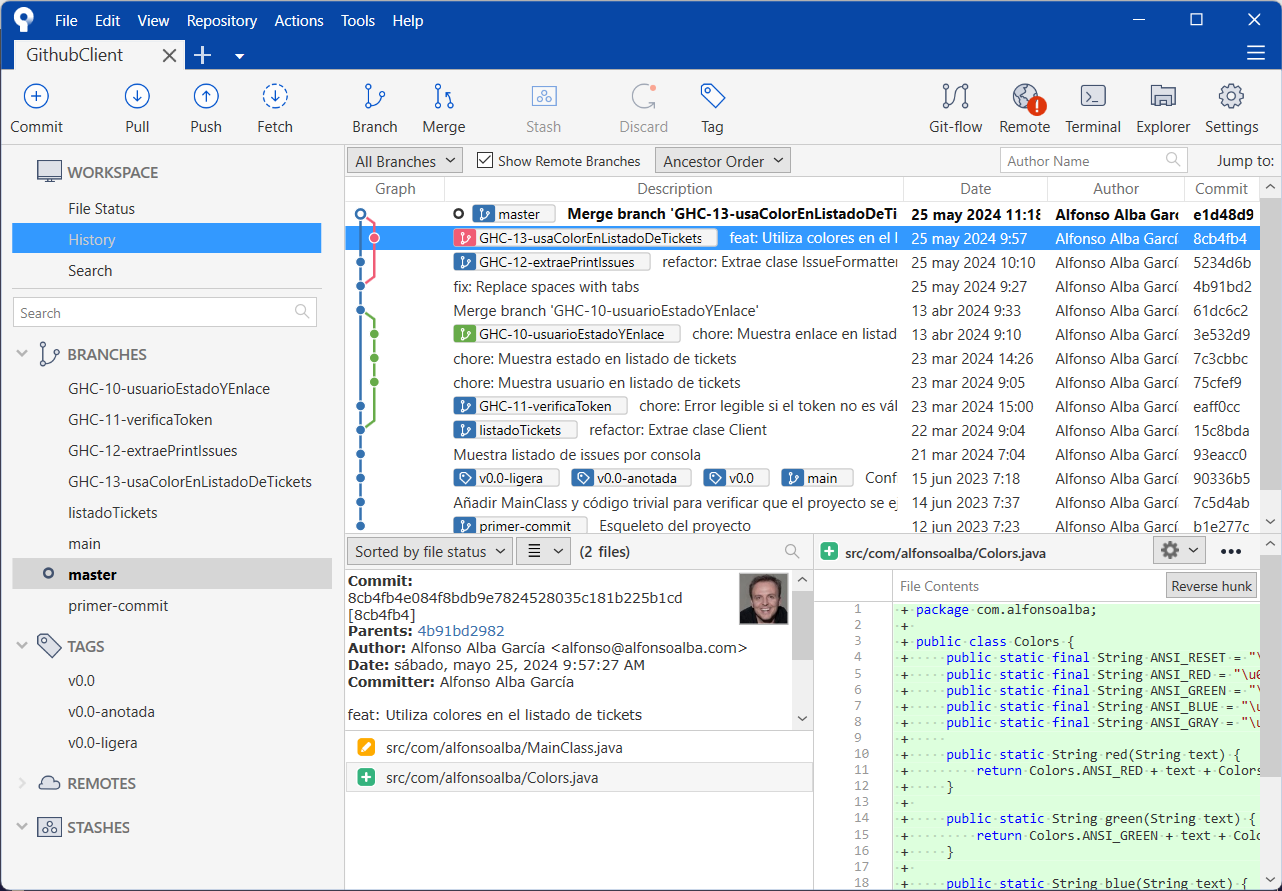 File Edit View Repository Actions Tools Help
GithubClient
Commit Pull Push Fetch Branch Merge Stash Discard Tag Git-flow Remote Terminal Explorer Settings
WORKSPACE
File Status
History
Search
Search
BRANCHES
GHC-10-usuarioEstadoYEnlace
GHC-11-verificaToken
GHC-12-extraePrintIssues
GHC-13-usaColorEnListadoDeTickets
listadoTickets
main
master
primer-commit
TAGS
v0.0
v0.0-anotada
v0.0-ligera
REMOTES
STASHES
All Branches Show Remote Branches Ancestor Order Author Name Jump to:
Graph Description Date Author Commit
master Merge branch 'GHC-13-usaColorEnListadoDeTi 25 may 2024 11:18 Alfonso Alba Garc e1d48d9
GHC-13-usaColorEnListadoDeTickets feat: Utiliza colores en el l 25 may 2024 9:57 Alfonso Alba Garcí 8cb4fb4
GHC-12-extraePrintIssues refactor: Extrae clase IssueFormatter 25 may 2024 10:10 Alfonso Alba Garcí 5234d6b
fix: Replace spaces with tabs 25 may 2024 9:27 Alfonso Alba Garcí 4b91bd2
Merge branch 'GHC-10-usuarioEstadoYEnlace' 13 abr 2024 9:33 Alfonso Alba Garcí 61dc6c2
GHC-10-usuarioEstadoYEnlace chore: Muestra enlace en listad 13 abr 2024 9:10 Alfonso Alba Garcí 3e532d9
chore: Muestra estado en listado de tickets 23 mar 2024 14:26 Alfonso Alba Garcí 7c3cbbc
chore: Muestra usuario en listado de tickets 23 mar 2024 9:05 Alfonso Alba Garcí 75cfef9
GHC-11-verificaToken chore: Error legible si el token no es vál 23 mar 2024 15:00 Alfonso Alba Garcí eaff0cc
listadoTickets refactor: Extrae clase Client 22 mar 2024 9:04 Alfonso Alba Garcí 15c8bda
Muestra listado de issues por consola 21 mar 2024 7:04 Alfonso Alba Garcí 93eacc0
v0.0-ligera v0.0-anotada v0.0 main Conf 15 jun 2023 7:18 Alfonso Alba Garcí 90336b5
Añadir MainClass y código trivial para verificar que el proyecto se ej 14 jun 2023 7:37 Alfonso Alba Garcí 7c5d4ab
primer-commit Esqueleto del proyecto 12 jun 2023 7:23 Alfonso Alba Garcí b1e277c
Sorted by file status (2 files)
Commit:
8cb4fb4e084f8bdb9e7824528035c181b225b1cd
[8cb4fb4]
Parents: 4b91bd2982
Author: Alfonso Alba García <alfonso@alfonsoalba.com>
Date: sábado, mayo 25, 2024 9:57:27 AM
Committer: Alfonso Alba García
feat: Utiliza colores en el listado de tickets
src/com/alfonsoalba/MainClass.java
src/com/alfonsoalba/Colors.java
src/com/alfonsoalba/Colors.java
File Contents Reverse hunk
1 + package com.alfonsoalba;
2 +
3 + public class Colors {
4 + public static final String ANSI_RESET = "\
5 + public static final String ANSI_RED = "\u
6 + public static final String ANSI_GREEN = "\
7 + public static final String ANSI_BLUE = "\u
8 + public static final String ANSI_GRAY = "\u
9 +
10 + public static String red(String text) {
11 + return Colors.ANSI_RED + text + Colors
12 + }
13 +
14 + public static String green(String text) {
15 + return Colors.ANSI_GREEN + text + Colo
16 + }
17 +
18 + public static String blue(String text) {